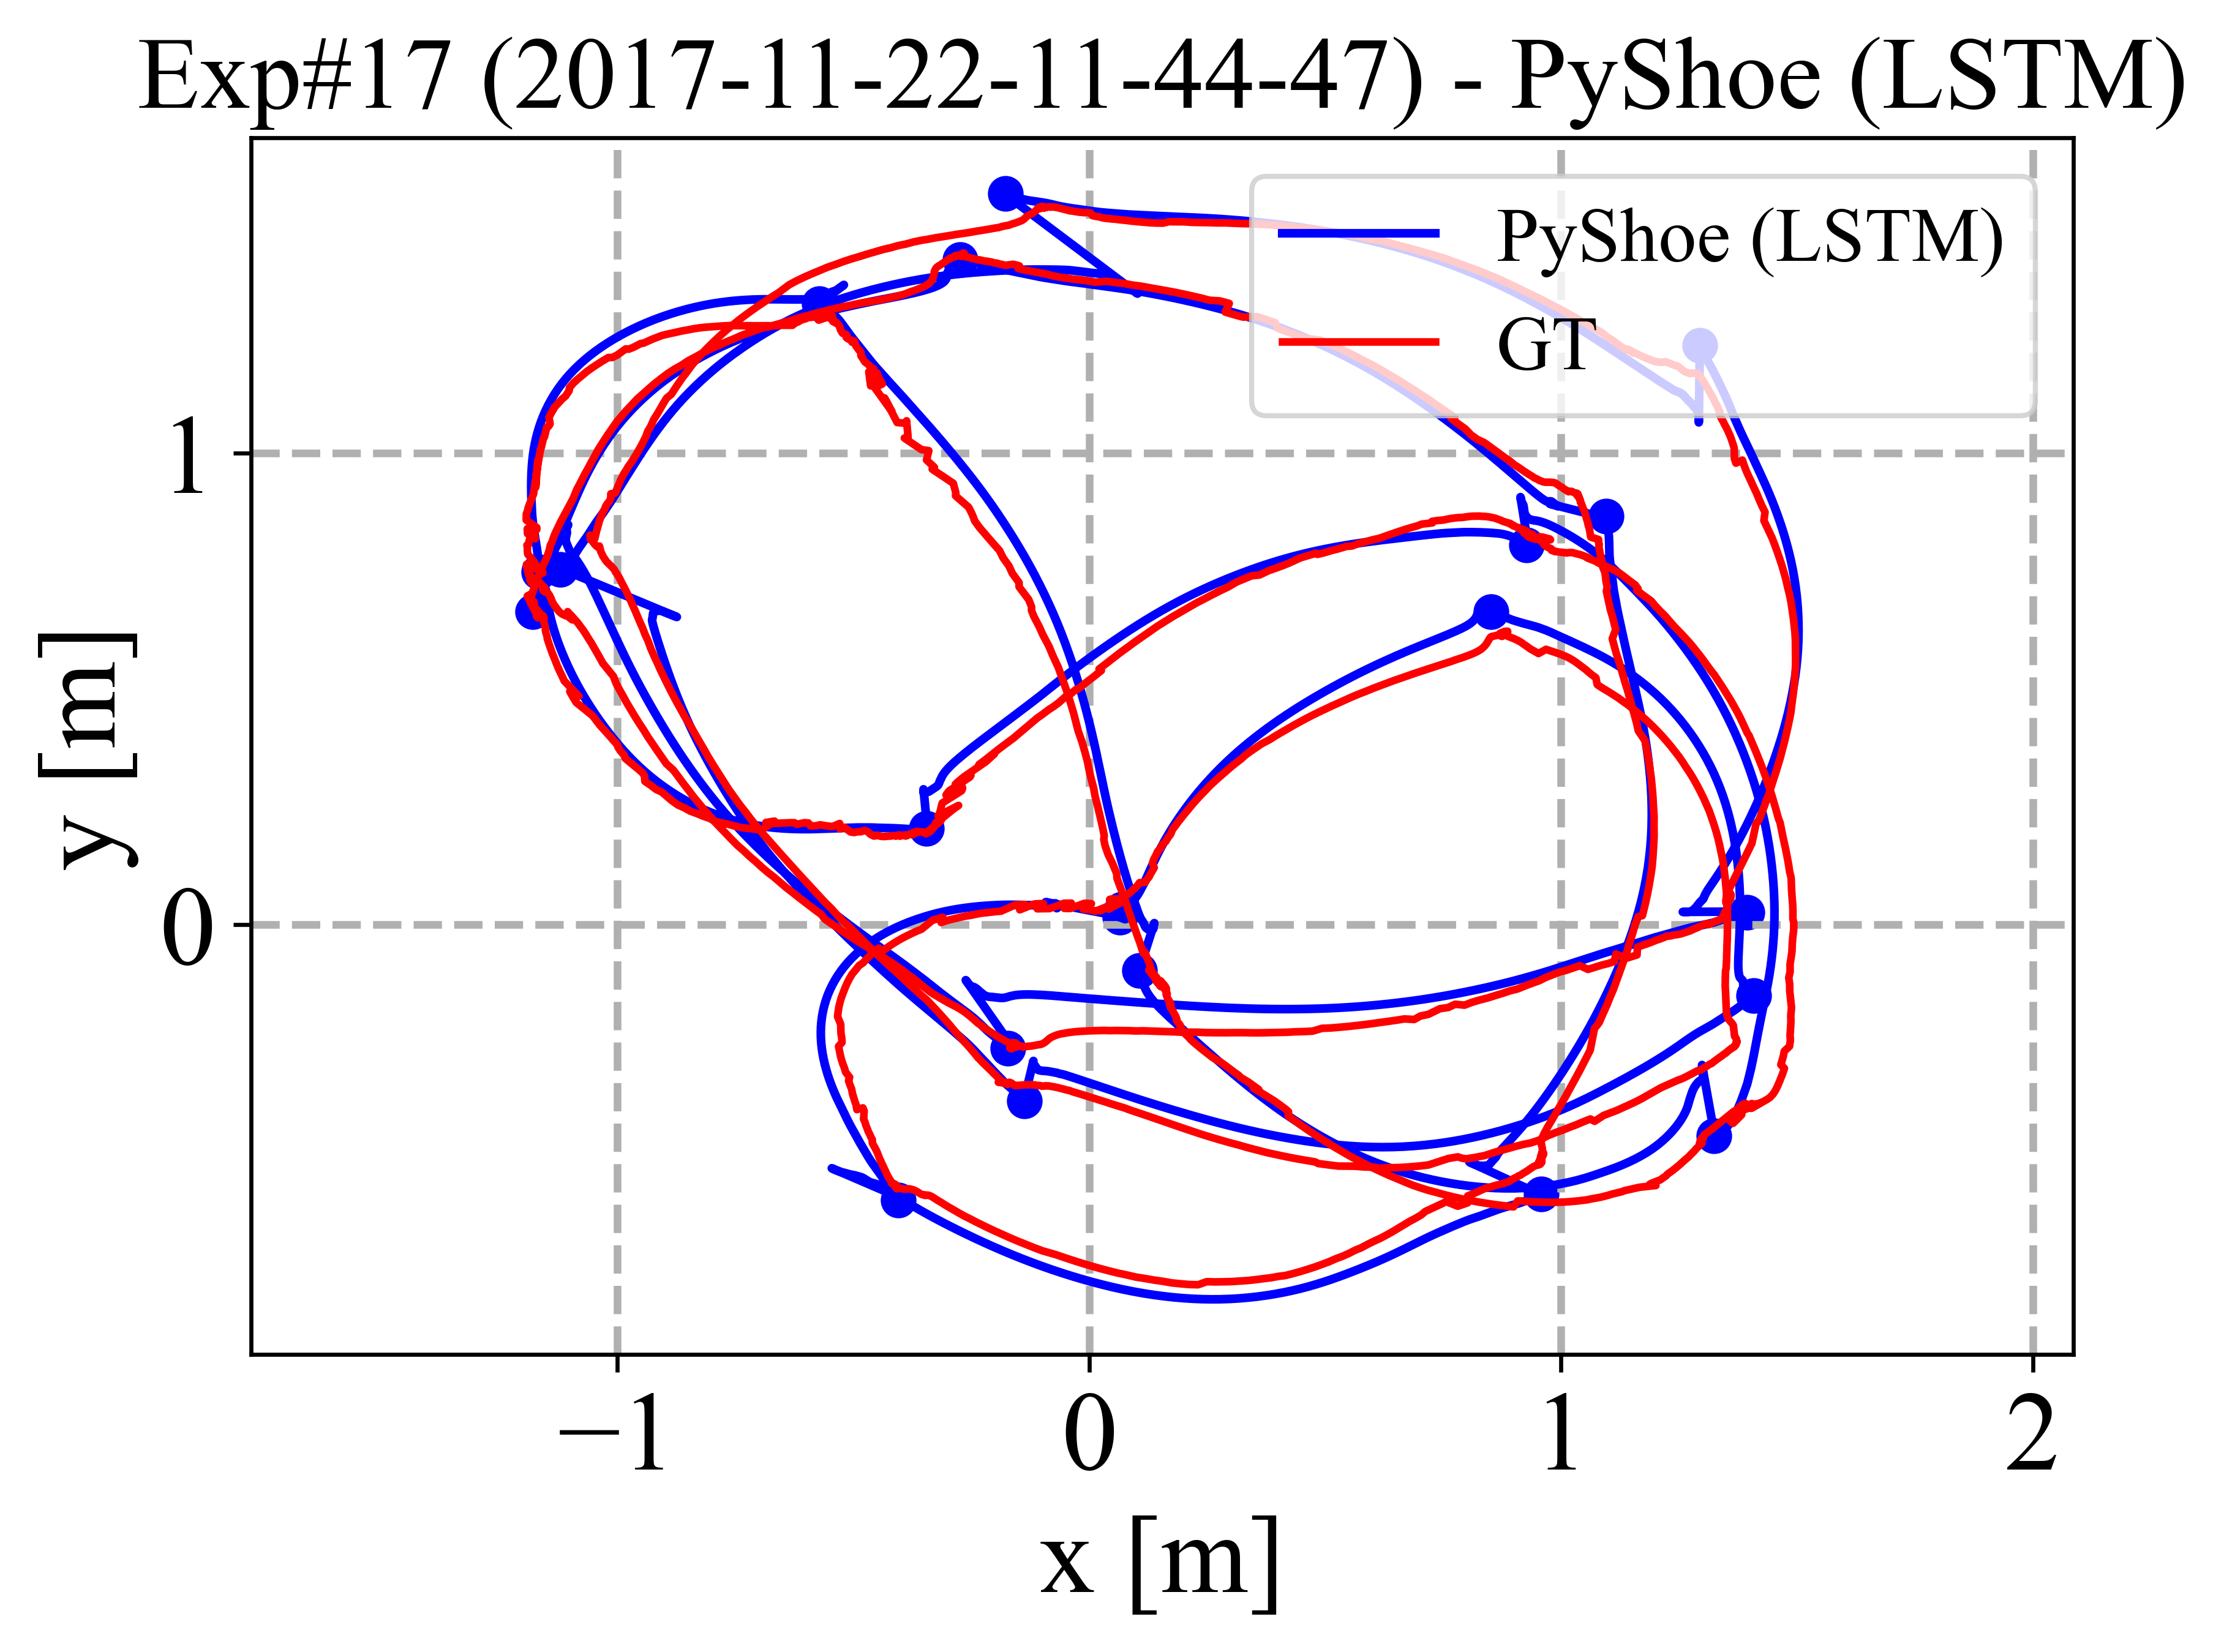 Exp#17 (2017-11-22-11-44-47) - PyShoe (LSTM)
PyShoe (LSTM)
GT
y [m]
1
0
−1
0
1
2
x [m]